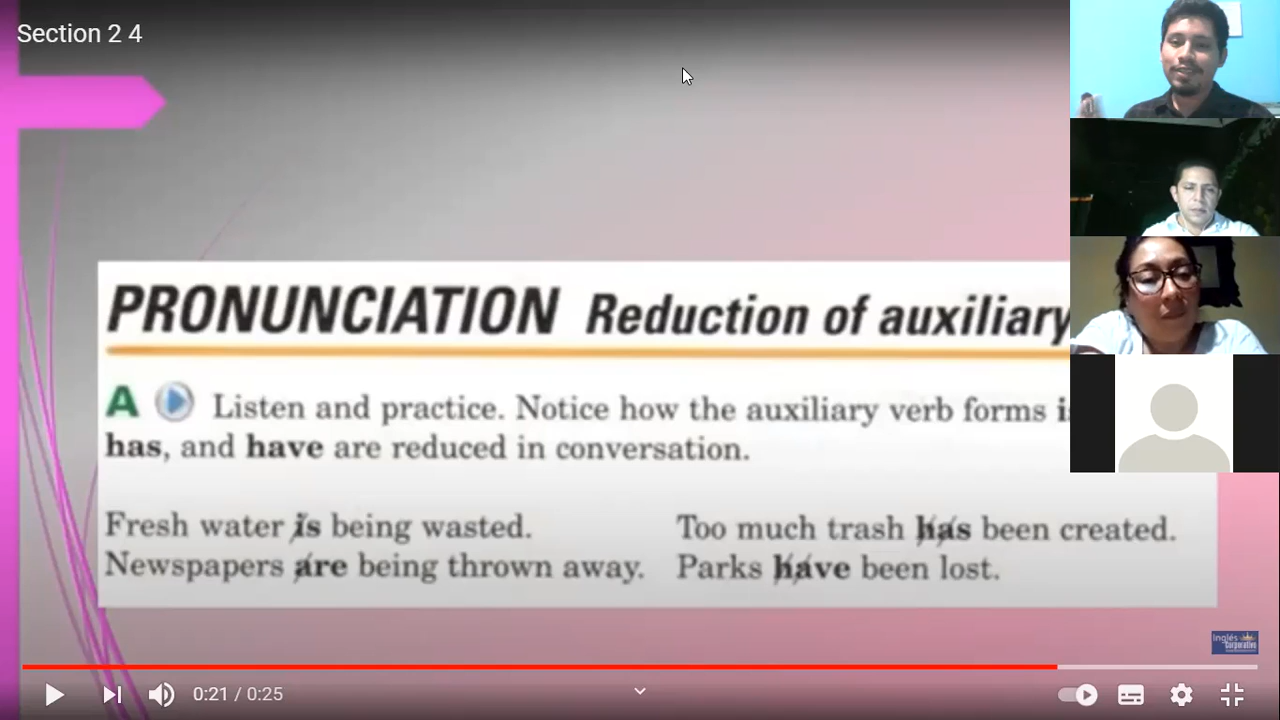 Section 2 4
PRONUNCIATION Reduction of auxiliary
A Listen and practice. Notice how the auxiliary verb forms
has, and have are reduced in conversation.
Fresh water is being wasted.
Newspapers are being thrown away.
Too much trash has been created.
Parks have been lost.
Inglés
Corporativo
0:21 / 0:25